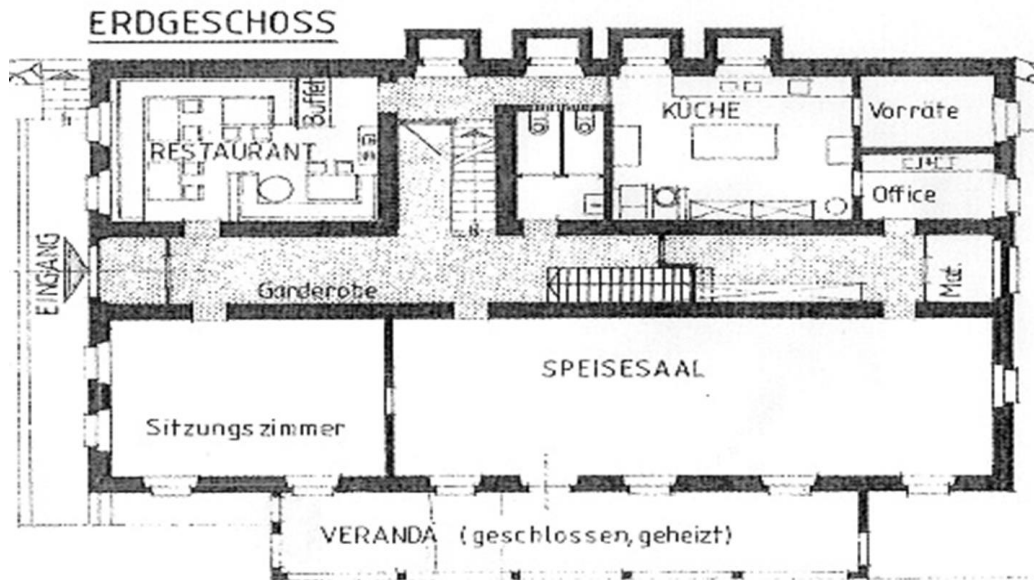 ERDGESCHOSS
Buffet
RESTAURANT
KÜCHE
Vorräte
Office
EINGANG
Garderobe
Mat.
SPEISESAAL
Sitzungszimmer
VERANDA (geschlossen, geheizt)